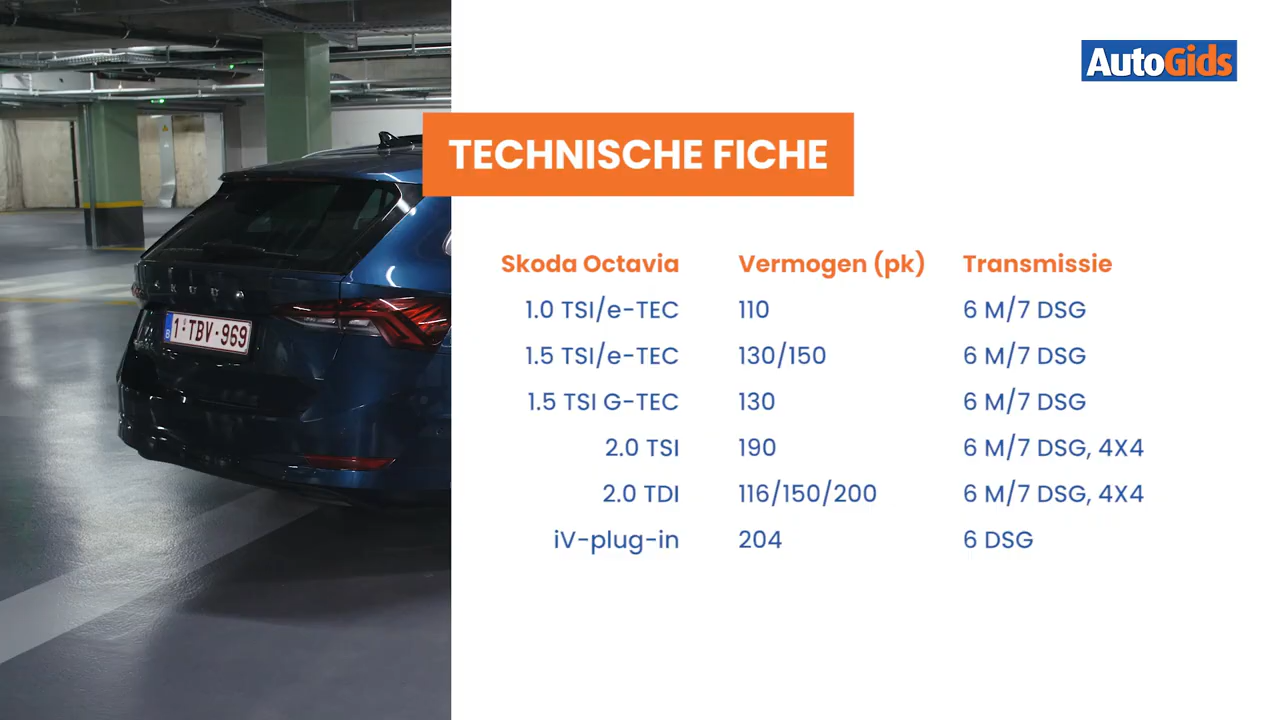 AutoGids
TECHNISCHE FICHE
Skoda Octavia Vermogen (pk) Transmissie
1.0 TSI/e-TEC 110 6 M/7 DSG
1.5 TSI/e-TEC 130/150 6 M/7 DSG
1.5 TSI G-TEC 130 6 M/7 DSG
2.0 TSI 190 6 M/7 DSG, 4X4
2.0 TDI 116/150/200 6 M/7 DSG, 4X4
iV-plug-in 204 6 DSG
SKODA
1-TBV-969